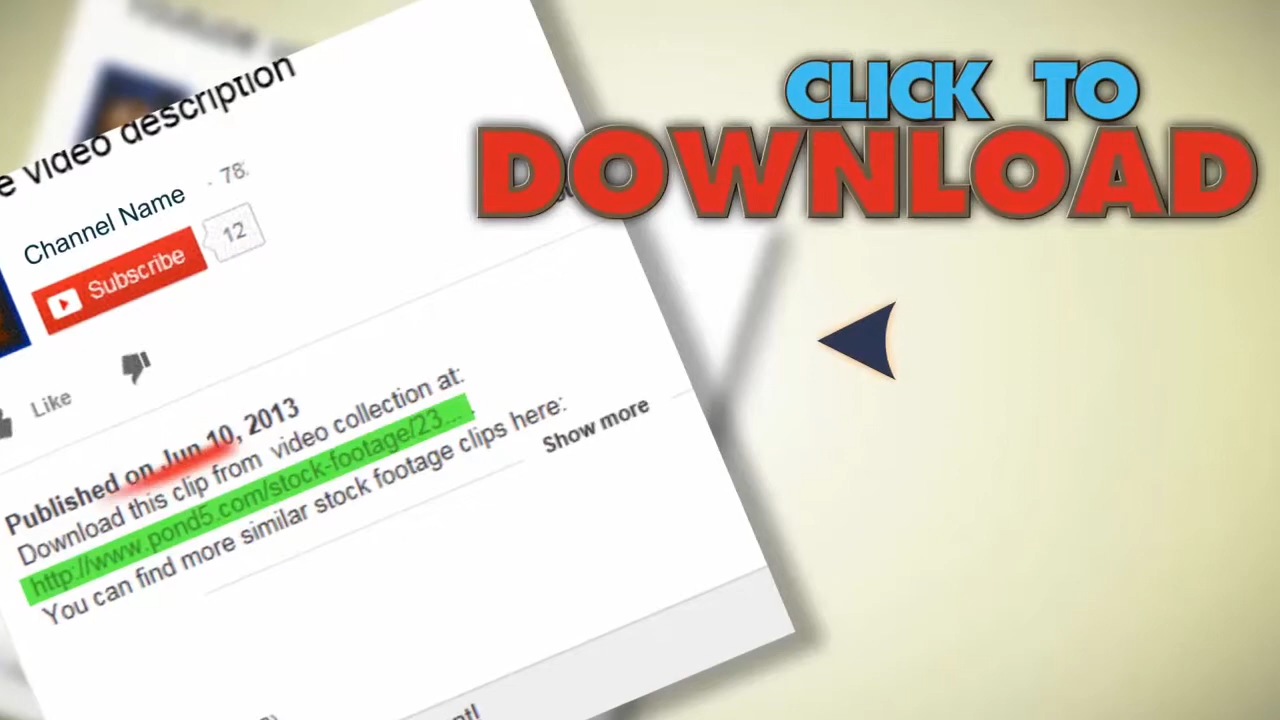 CLICK TO
DOWNLOAD
e video description
Channel Name
78
Subscribe
12
Like
Published on Jun 10, 2013
Download this clip from video collection at:
http://www.pond5.com/stock-footage/23...
You can find more similar stock footage clips here:
Show more